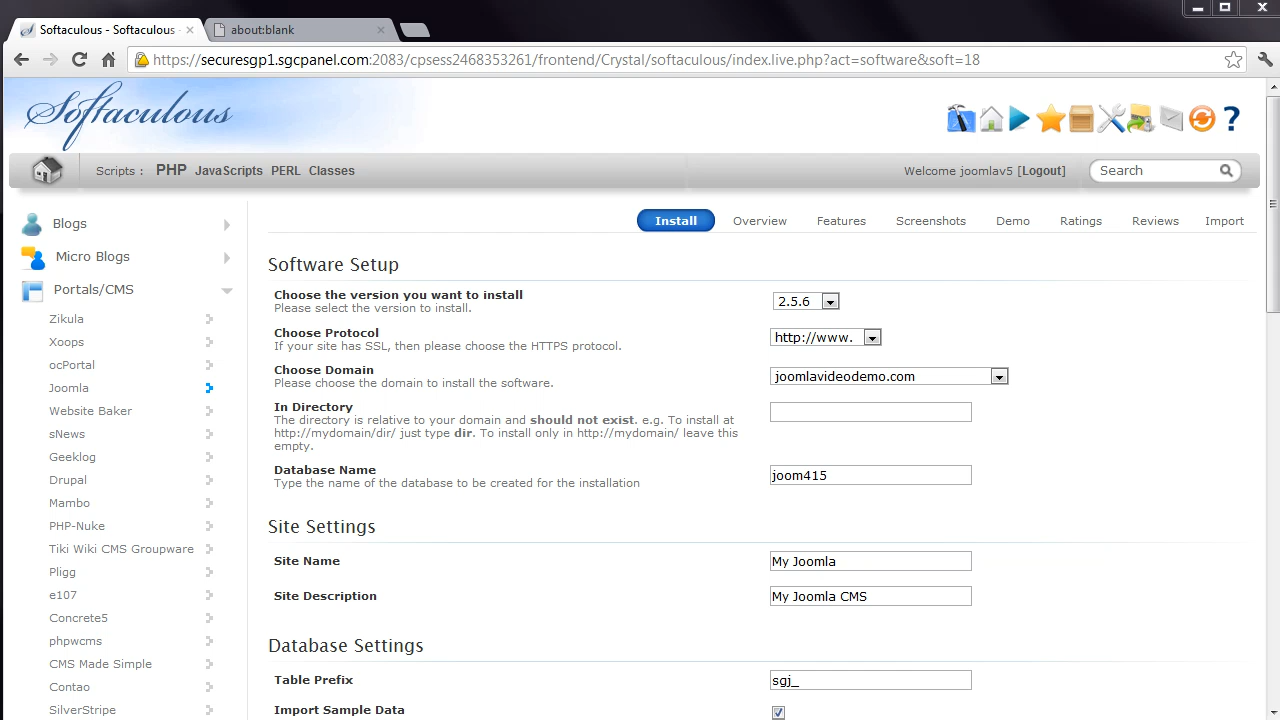 Softaculous - Softaculous -
about:blank
https://securesgp1.sgcpanel.com:2083/cpsess2468353261/frontend/Crystal/softaculous/index.live.php?act=software&soft=18
Softaculous
Scripts : PHP JavaScripts PERL Classes
Welcome joomlav5 [Logout]
Search
Blogs
Micro Blogs
Portals/CMS
Zikula
Xoops
ocPortal
Joomla
Website Baker
sNews
Geeklog
Drupal
Mambo
PHP-Nuke
Tiki Wiki CMS Groupware
Pligg
e107
Concrete5
phpwcms
CMS Made Simple
Contao
SilverStripe
Install Overview Features Screenshots Demo Ratings Reviews Import
Software Setup
Choose the version you want to install
Please select the version to install.
2.5.6
Choose Protocol
If your site has SSL, then please choose the HTTPS protocol.
http://www.
Choose Domain
Please choose the domain to install the software.
joomlavideodemo.com
In Directory
The directory is relative to your domain and should not exist. e.g. To install at
http://mydomain/dir/ just type dir. To install only in http://mydomain/ leave this
empty.
Database Name
Type the name of the database to be created for the installation
joom415
Site Settings
Site Name
My Joomla
Site Description
My Joomla CMS
Database Settings
Table Prefix
sgj_
Import Sample Data